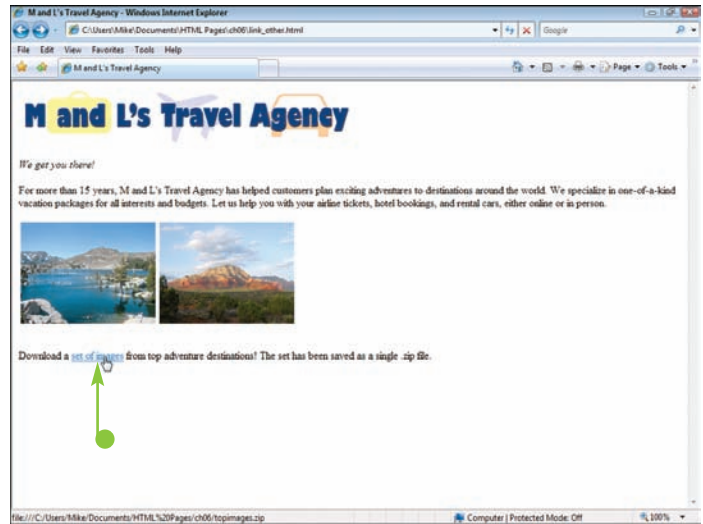 M and L's Travel Agency - Windows Internet Explorer
C:\Users\Mike\Documents\HTML Pages\ch06\link_other.html
Google
File Edit View Favorites Tools Help
M and L's Travel Agency
Page Tools
M and L's Travel Agency
We get you there!
For more than 15 years, M and L's Travel Agency has helped customers plan exciting adventures to destinations around the world. We specialize in one-of-a-kind
vacation packages for all interests and budgets. Let us help you with your airline tickets, hotel bookings, and rental cars, either online or in person.
Download a set of images from top adventure destinations! The set has been saved as a single .zip file.
file:///C:/Users/Mike/Documents/HTML%20Pages/ch06/topimages.zip
Computer | Protected Mode: Off
100%